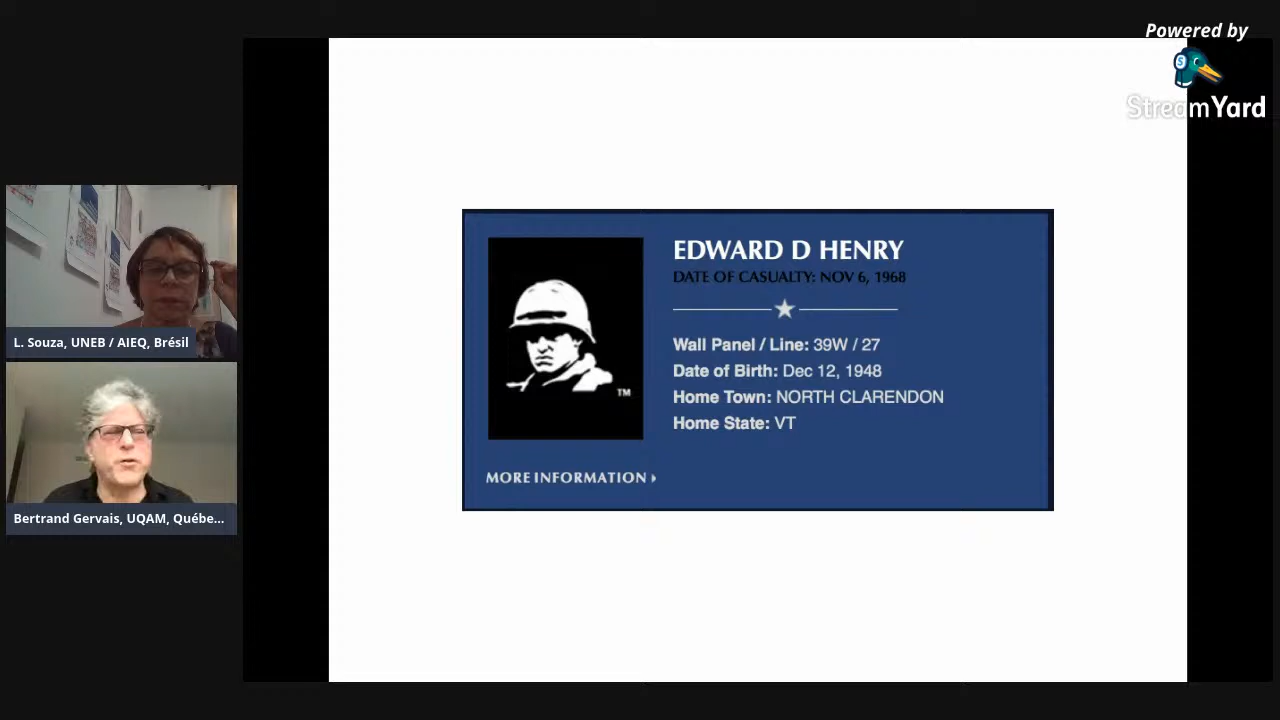 Powered by
StreamYard
EDWARD D HENRY
DATE OF CASUALTY: NOV 6, 1968
Wall Panel / Line: 39W / 27
Date of Birth: Dec 12, 1948
Home Town: NORTH CLARENDON
Home State: VT
TM
MORE INFORMATION
L. Souza, UNEB / AIEQ, Brésil
Bertrand Gervais, UQAM, Québe...